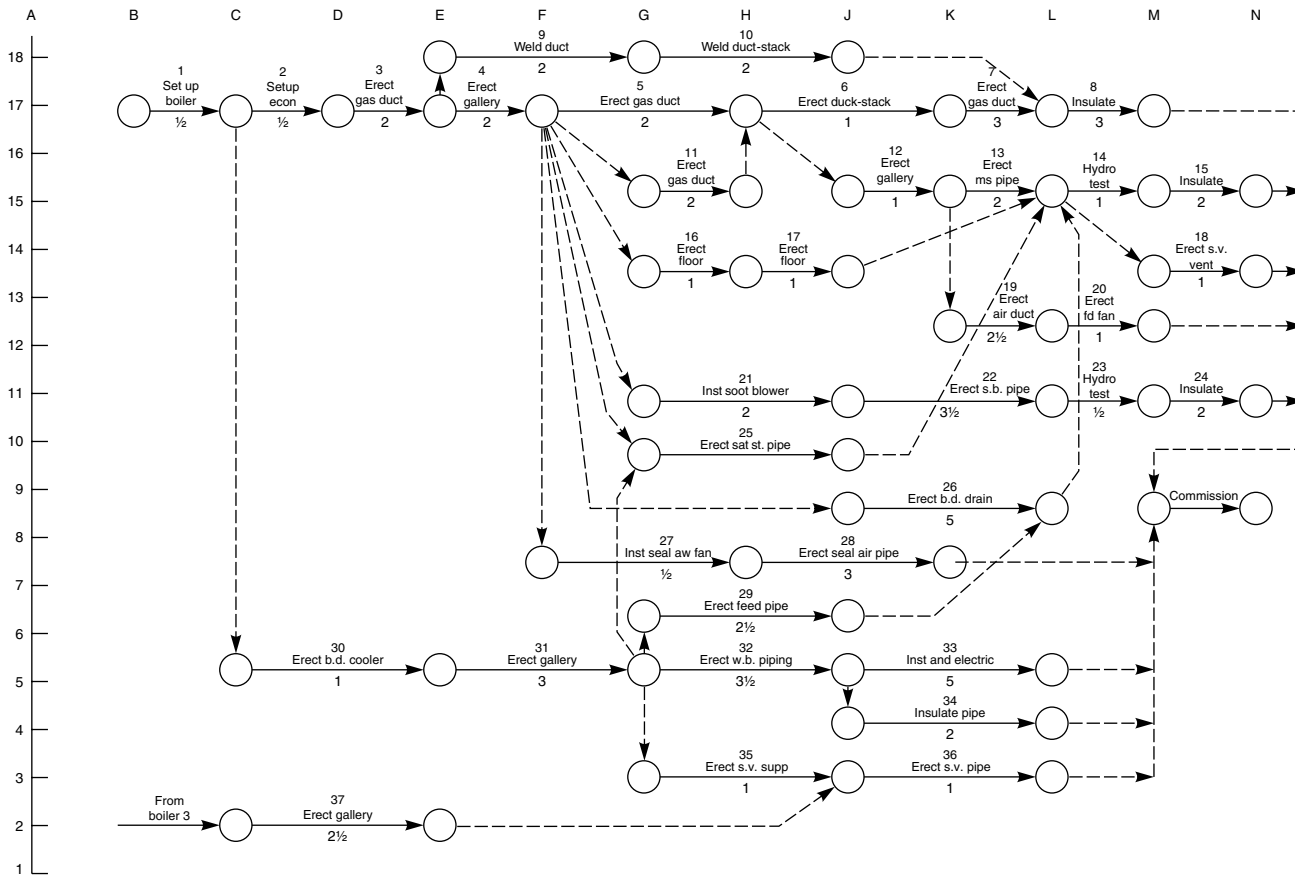 A B C D E F G H J K L M N
18
17
16
15
14
13
12
11
10
9
8
7
6
5
4
3
2
1
9
Weld duct
2
10
Weld duct-stack
2
1
Set up
boiler
½
2
Setup
econ
½
3
Erect
gas duct
2
4
Erect
gallery
2
5
Erect gas duct
2
6
Erect duck-stack
1
7
Erect
gas duct
3
8
Insulate
3
11
Erect
gas duct
2
12
Erect
gallery
1
13
Erect
ms pipe
2
14
Hydro
test
1
15
Insulate
2
16
Erect
floor
1
17
Erect
floor
1
18
Erect s.v.
vent
1
19
Erect
air duct
2½
20
Erect
fd fan
1
21
Inst soot blower
2
22
Erect s.b. pipe
3½
23
Hydro
test
½
24
Insulate
2
25
Erect sat st. pipe
26
Erect b.d. drain
5
Commission
27
Inst seal aw fan
½
28
Erect seal air pipe
3
29
Erect feed pipe
2½
30
Erect b.d. cooler
1
31
Erect gallery
3
32
Erect w.b. piping
3½
33
Inst and electric
5
34
Insulate pipe
2
35
Erect s.v. supp
1
36
Erect s.v. pipe
1
From
boiler 3
37
Erect gallery
2½